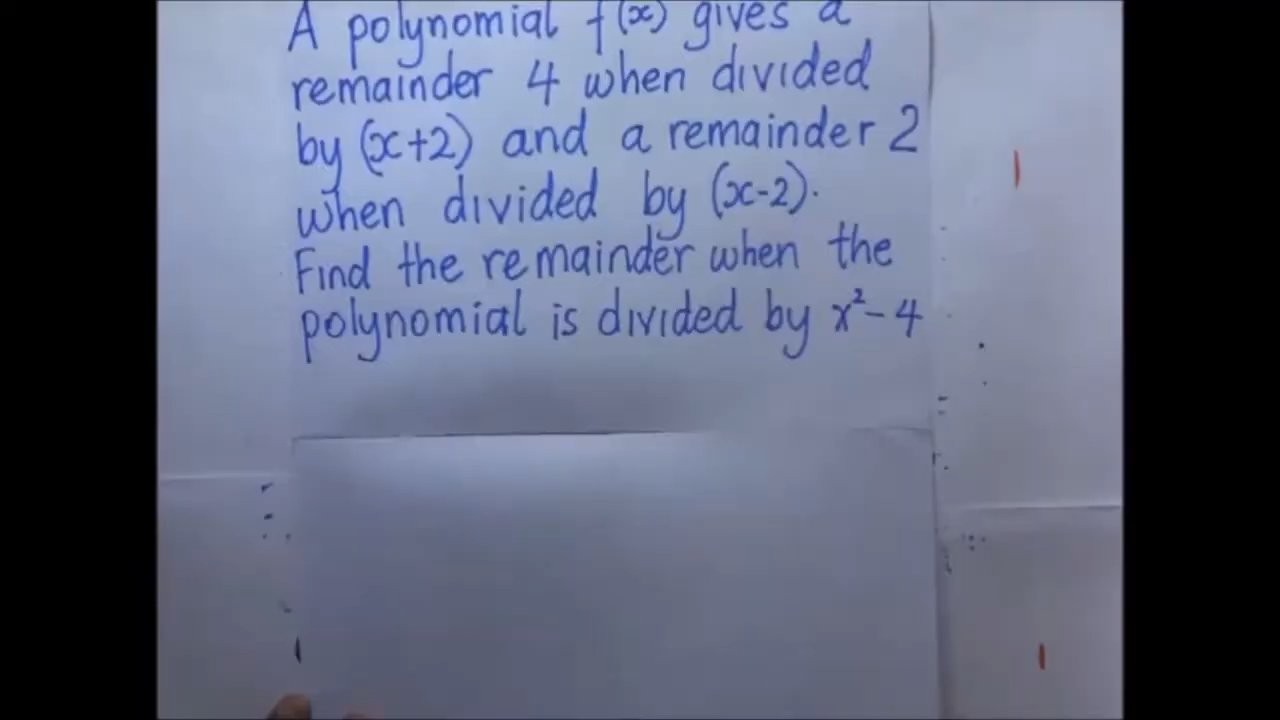 A polynomial f(x) gives a
remainder 4 when divided
by (x+2) and a remainder 2
when divided by (x-2).
Find the remainder when the
polynomial is divided by x²-4